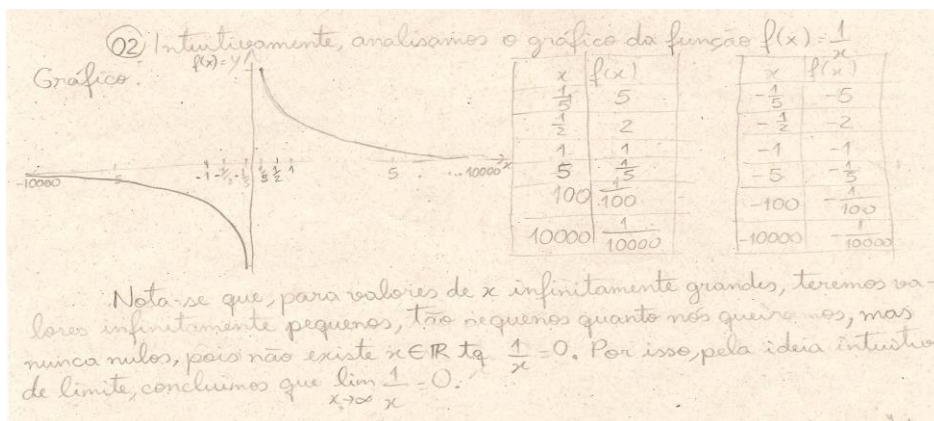 02 Intuitivamente, analisamos o gráfico da função f(x) = 1/x
Gráfico.
f(x)=y
x
-10000 5 -1 -1/2 -1/5 1/5 1/2 1 5 ...10000
x f(x)
1/5 5
1/2 2
1 1
5 1/5
100 1/100
10000 1/10000
x f(x)
-1/5 -5
-1/2 -2
-1 -1
-5 -1/5
-100 -1/100
-10000 -1/10000
Nota-se que, para valores de x infinitamente grandes, teremos va-
lores infinitamente pequenos, tão pequenos quanto nós queiramos, mas
nunca nulos, pois não existe x ∈ ℝ tq 1/x = 0. Por isso, pela ideia intuitiva
de limite, concluimos que lim x→∞ 1/x = 0.